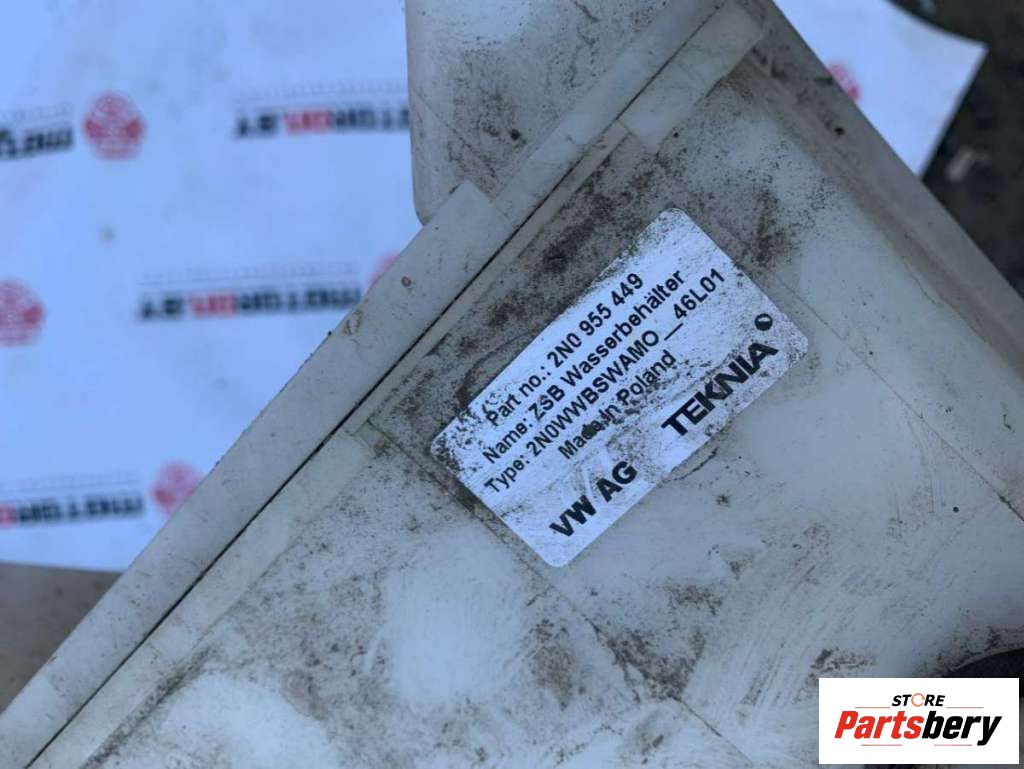 Part no.: 2N0 955 449
Name: ZSB Wasserbehälter
Type: 2N0WWBSWAMO__46L01
Made in Poland
VW AG TEKNIA
STORE
Partsbery